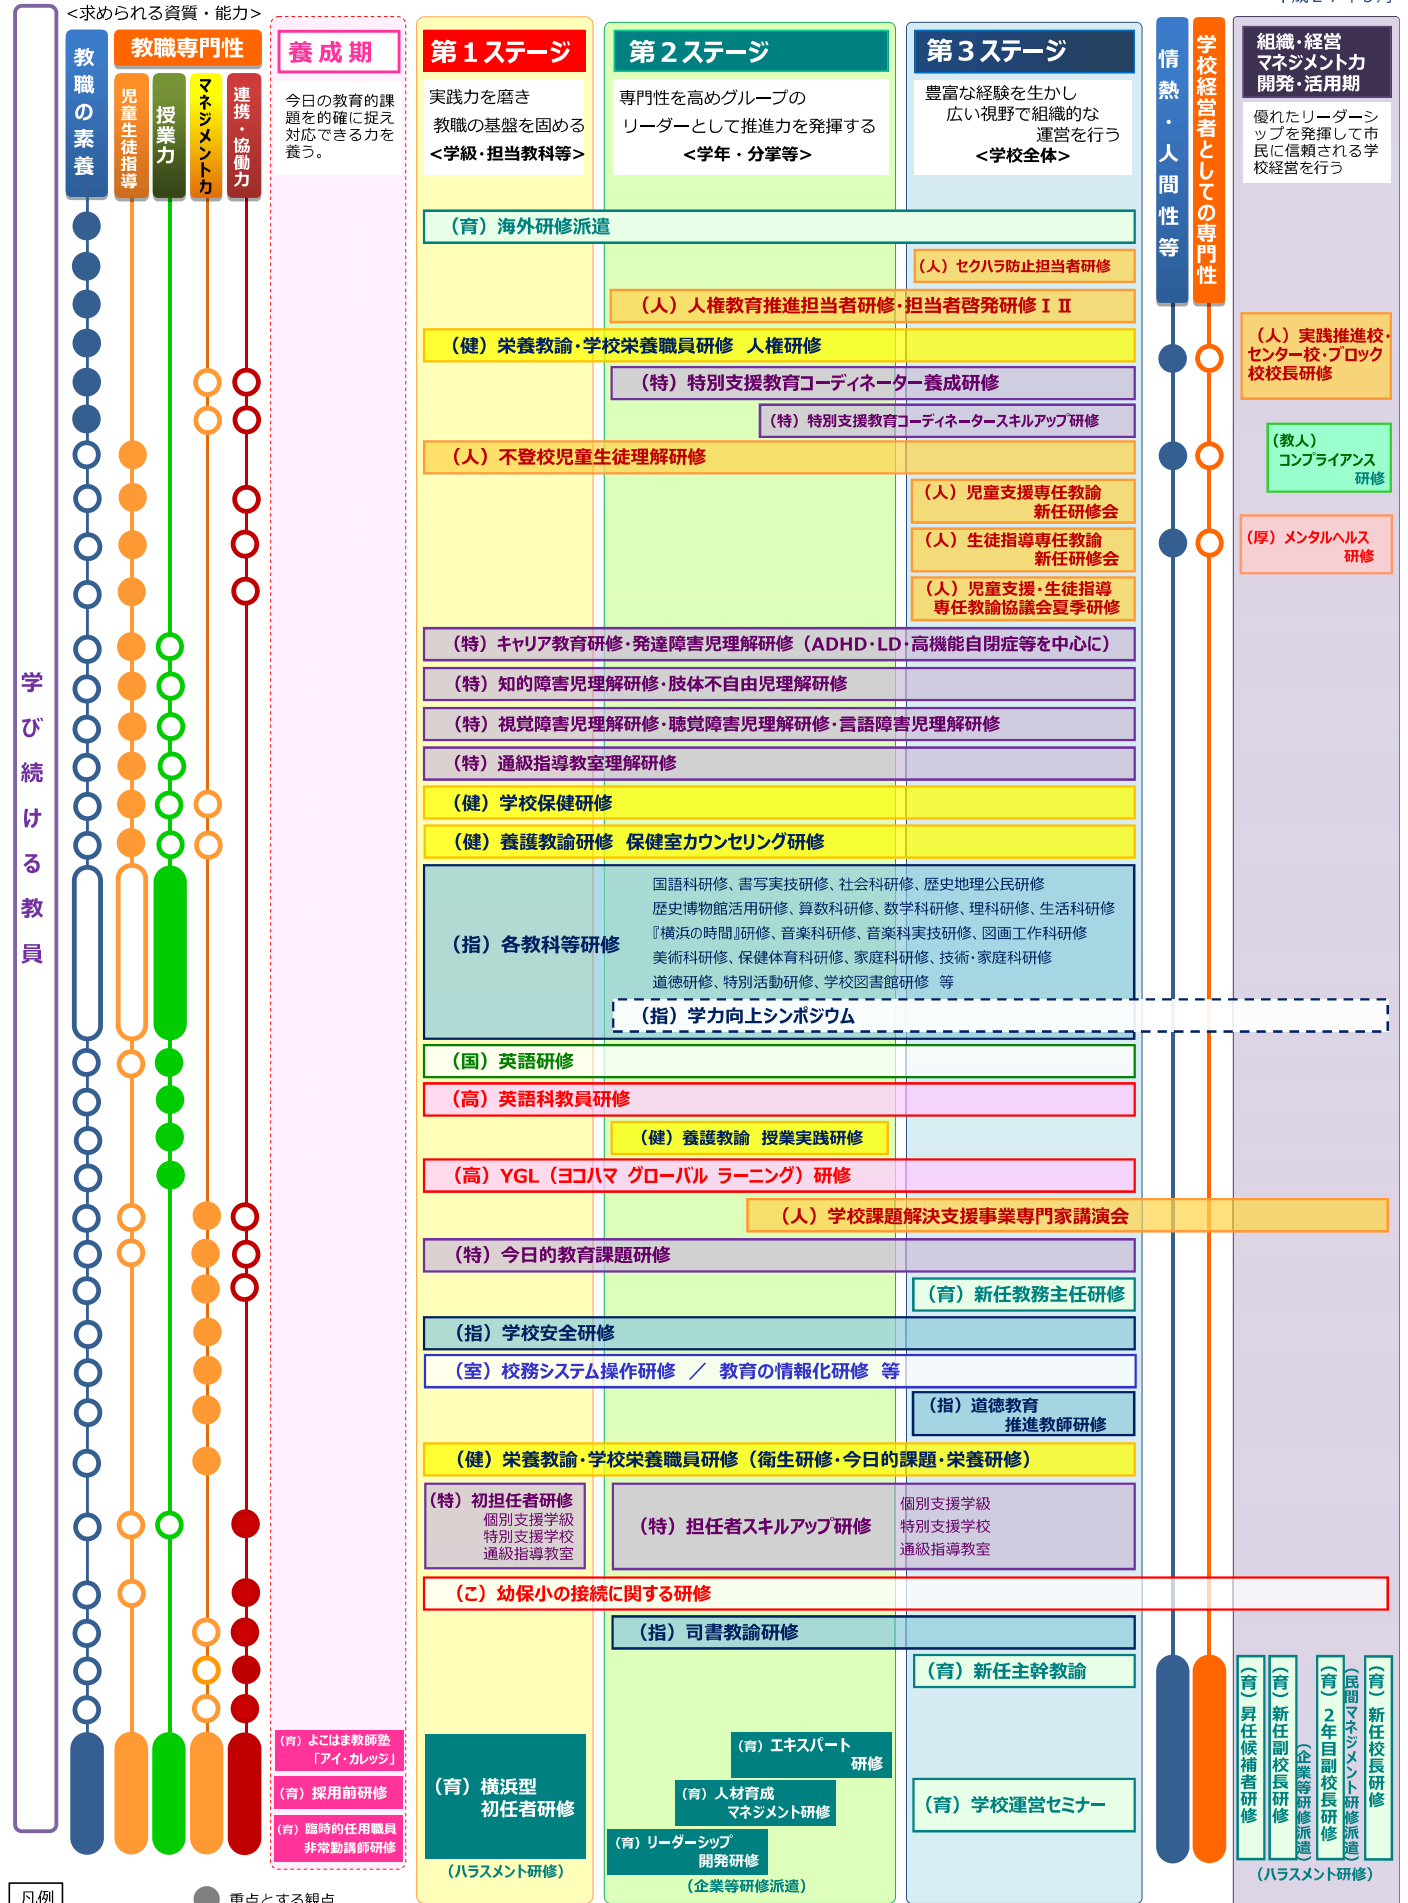 <求められる資質・能力>
教職の素養
教職専門性
児童生徒指導
授業力
マネジメント力
連携・協働力
養成期
今日の教育的課
題を的確に捉え
対応できる力を
養う。
第１ステージ
実践力を磨き
教職の基盤を固める
<学級・担当教科等>
第２ステージ
専門性を高めグループの
リーダーとして推進力を発揮する
<学年・分掌等>
第３ステージ
豊富な経験を生かし
広い視野で組織的な
運営を行う
<学校全体>
情熱・人間性等
学校経営者としての専門性
組織・経営
マネジメント力
開発・活用期
優れたリーダーシ
ップを発揮して市
民に信頼される学
校経営を行う
学び続ける教員
（育）海外研修派遣
（人）セクハラ防止担当者研修
（人）人権教育推進担当者研修・担当者啓発研修ⅠⅡ
（健）栄養教諭・学校栄養職員研修　人権研修
（人）実践推進校・
センター校・ブロック
校校長研修
（特）特別支援教育コーディネーター養成研修
（特）特別支援教育コーディネータースキルアップ研修
（教人）
コンプライアンス
研修
（人）不登校児童生徒理解研修
（人）児童支援専任教諭
新任研修会
（人）生徒指導専任教諭
新任研修会
（厚）メンタルヘルス
研修
（人）児童支援・生徒指導
専任教諭協議会夏季研修
（特）キャリア教育研修・発達障害児理解研修（ADHD・LD・高機能自閉症等を中心に）
（特）知的障害児理解研修・肢体不自由児理解研修
（特）視覚障害児理解研修・聴覚障害児理解研修・言語障害児理解研修
（特）通級指導教室理解研修
（健）学校保健研修
（健）養護教諭研修　保健室カウンセリング研修
（指）各教科等研修
国語科研修、書写実技研修、社会科研修、歴史地理公民研修
歴史博物館活用研修、算数科研修、数学科研修、理科研修、生活科研修
『横浜の時間』研修、音楽科研修、音楽科実技研修、図画工作科研修
美術科研修、保健体育科研修、家庭科研修、技術・家庭科研修
道徳研修、特別活動研修、学校図書館研修　等
（指）学力向上シンポジウム
（国）英語研修
（高）英語科教員研修
（健）養護教諭　授業実践研修
（高）YGL（ヨコハマ グローバル ラーニング）研修
（人）学校課題解決支援事業専門家講演会
（特）今日的教育課題研修
（育）新任教務主任研修
（指）学校安全研修
（室）校務システム操作研修　／　教育の情報化研修　等
（指）道徳教育
推進教師研修
（健）栄養教諭・学校栄養職員研修（衛生研修・今日的課題・栄養研修）
（特）初担任者研修
個別支援学級
特別支援学校
通級指導教室
（特）担任者スキルアップ研修
個別支援学級
特別支援学校
通級指導教室
（こ）幼保小の接続に関する研修
（指）司書教諭研修
（育）新任主幹教諭
（育）よこはま教師塾
「アイ・カレッジ」
（育）採用前研修
（育）臨時的任用職員
非常勤講師研修
（育）横浜型
初任者研修
（ハラスメント研修）
（育）エキスパート
研修
（育）人材育成
マネジメント研修
（育）リーダーシップ
開発研修
（企業等研修派遣）
（育）学校運営セミナー
（育）昇任候補者研修
（育）新任副校長研修
（企業等研修派遣）
（育）２年目副校長研修
（民間マネジメント研修派遣）
（育）新任校長研修
（ハラスメント研修）
凡例
重点とする観点